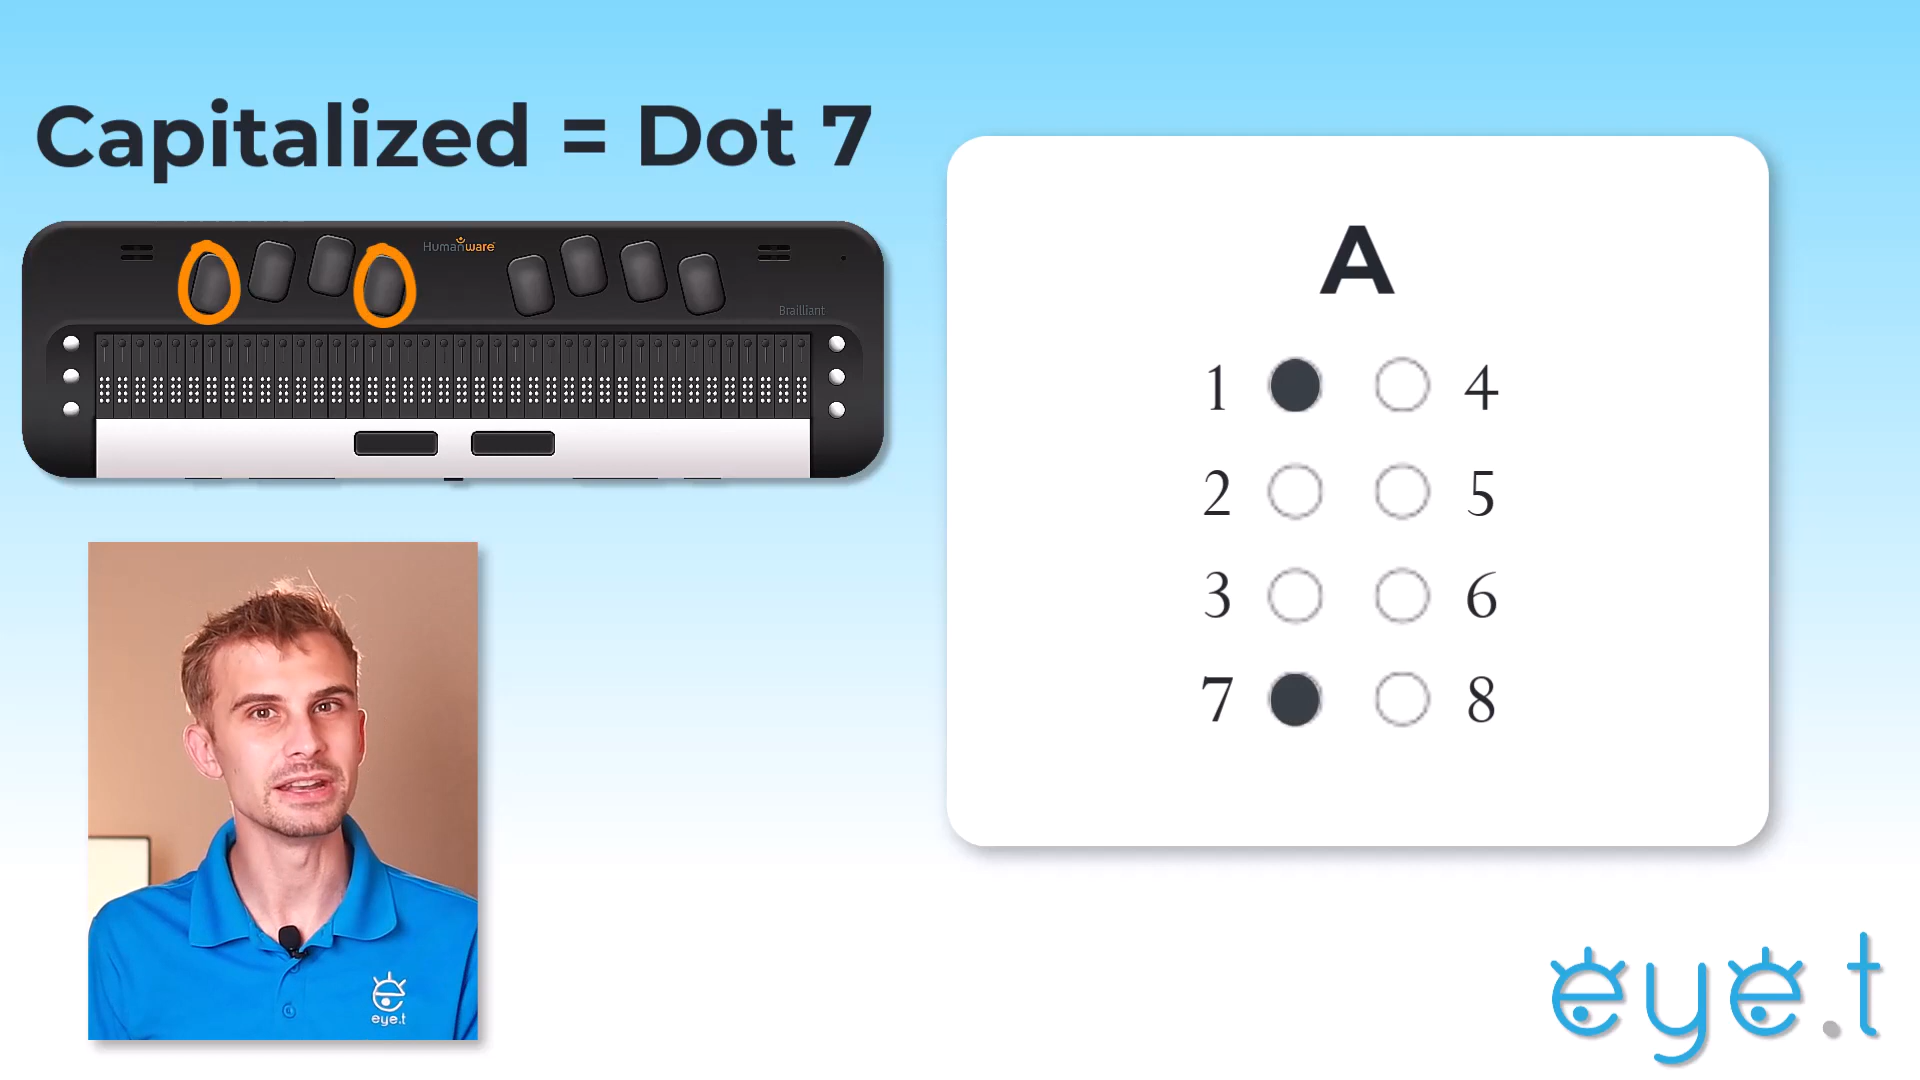 Capitalized = Dot 7
Humanware
Brailliant
A
1 4
2 5
3 6
7 8
eye.t
eye.t